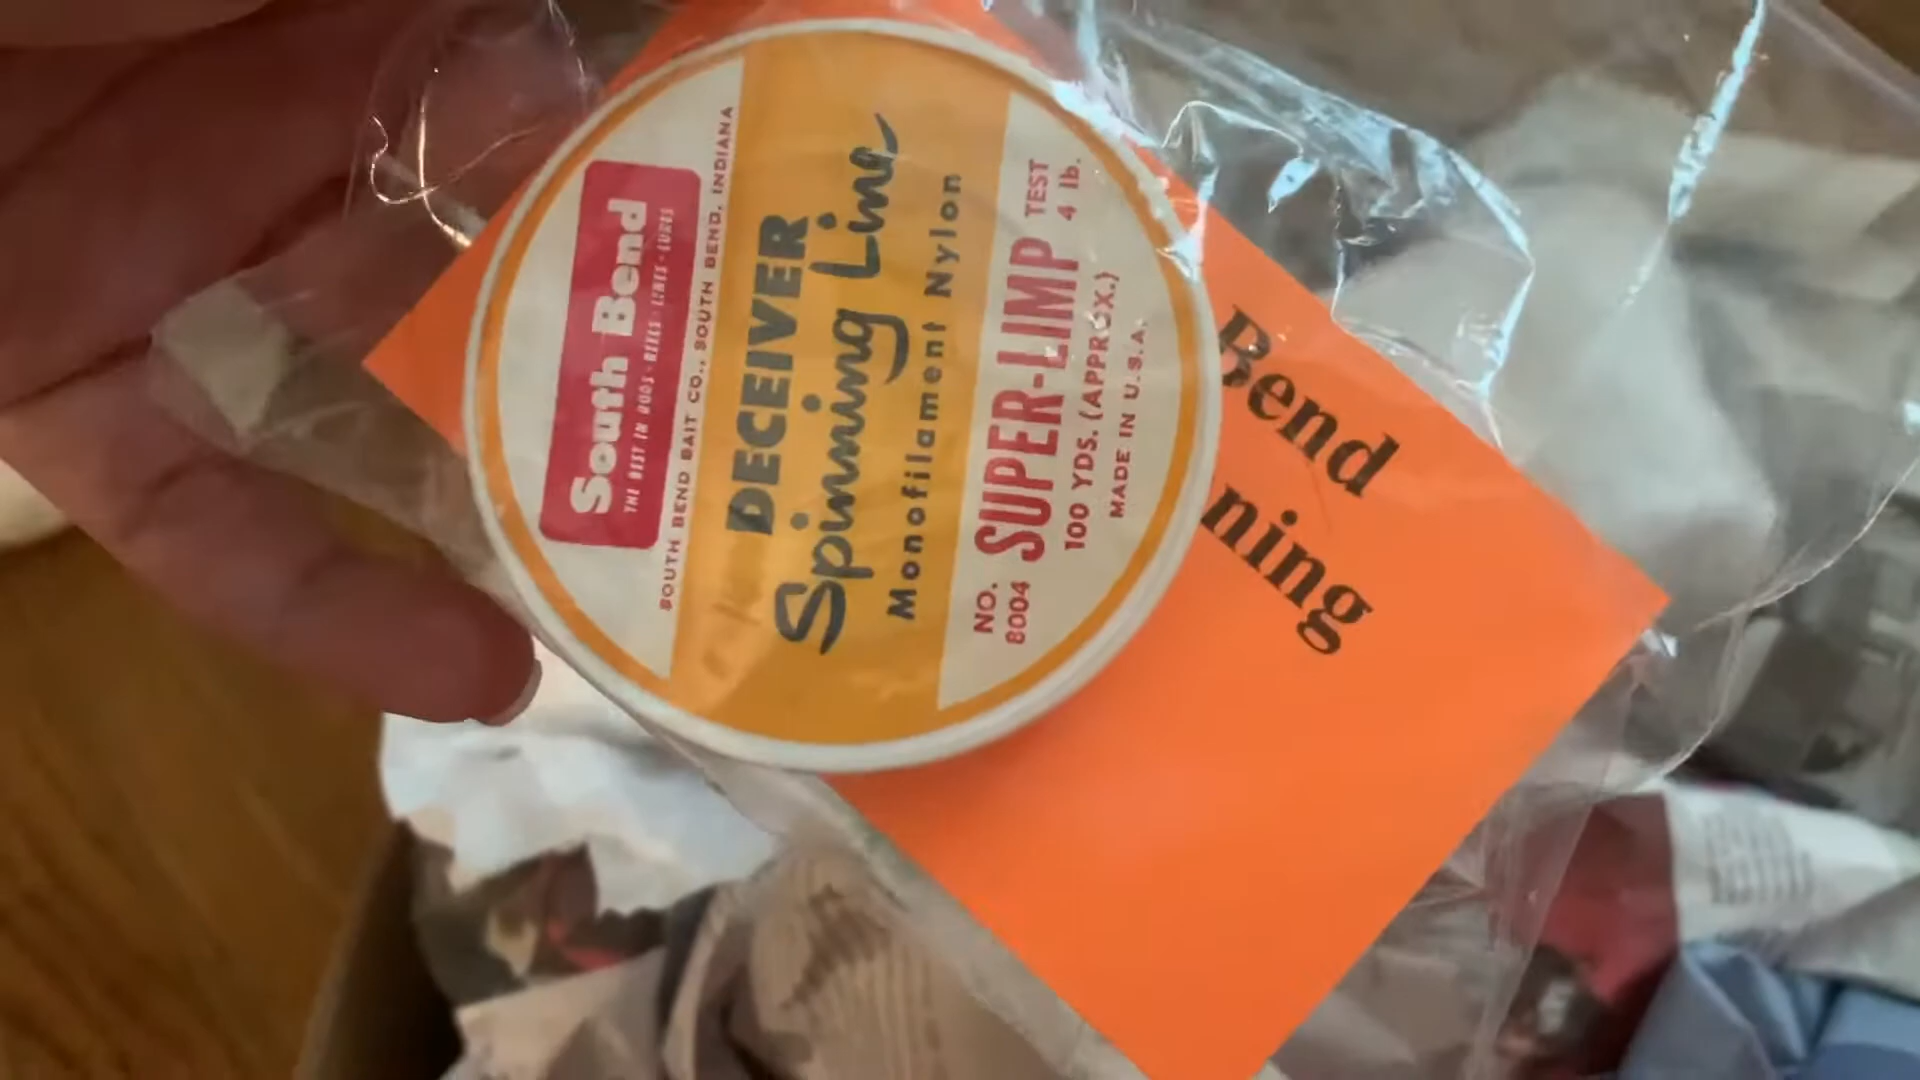 South Bend
THE BEST IN RODS·REELS·LINES·LURES
SOUTH BEND BAIT CO., SOUTH BEND, INDIANA
DECEIVER
Spinning Line
Monofilament Nylon
NO. 8004 SUPER-LIMP TEST 4 lb.
100 YDS. (APPROX.)
MADE IN U.S.A.
Bend
ning